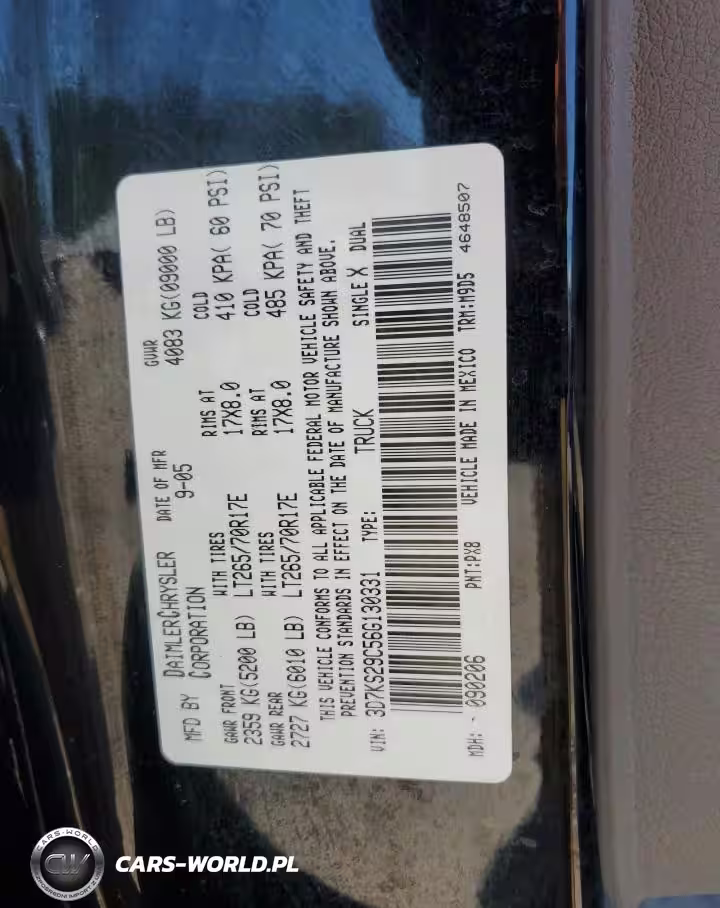 MFD BY DAIMLERCHRYSLER CORPORATION DATE OF MFR 9-05 GVWR 4083 KG(09000 LB)
GAWR FRONT WITH TIRES RIMS AT COLD
2359 KG(5200 LB) LT265/70R17E 17X8.0 410 KPA( 60 PSI)
GAWR REAR WITH TIRES RIMS AT COLD
2727 KG(6010 LB) LT265/70R17E 17X8.0 485 KPA( 70 PSI)
THIS VEHICLE CONFORMS TO ALL APPLICABLE FEDERAL MOTOR VEHICLE SAFETY AND THEFT
PREVENTION STANDARDS IN EFFECT ON THE DATE OF MANUFACTURE SHOWN ABOVE.
VIN: 3D7KS29C56G130331 TYPE: TRUCK SINGLE X DUAL
MDH: - 090206 PNT:PX8 VEHICLE MADE IN MEXICO TRM:M9D5 4648507
CARS-WORLD
CW
CARS-WORLD.PL